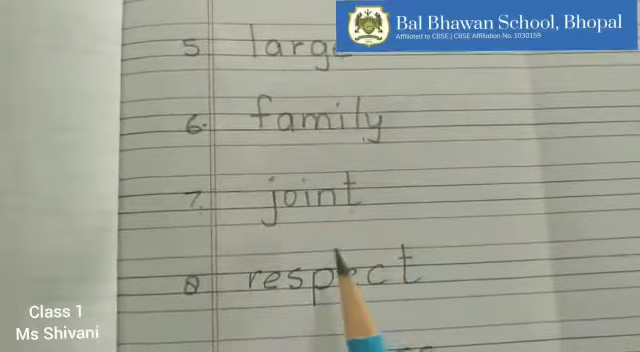 Bal Bhawan School, Bhopal
Affiliated to CBSE | CBSE Affiliation No. 1030159
5 large
6. family
7. joint
8 respect
Class 1
Ms Shivani